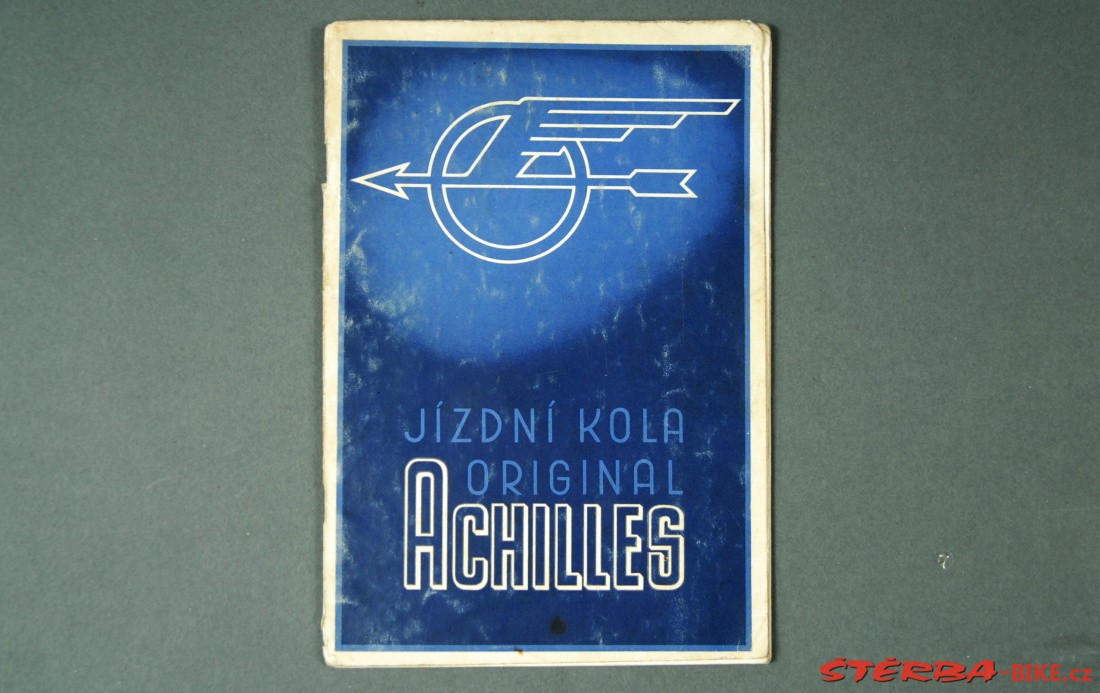 JÍZDNÍ KOLA
ORIGINAL
ACHILLES
ŠTĚRBA-BIKE.cz